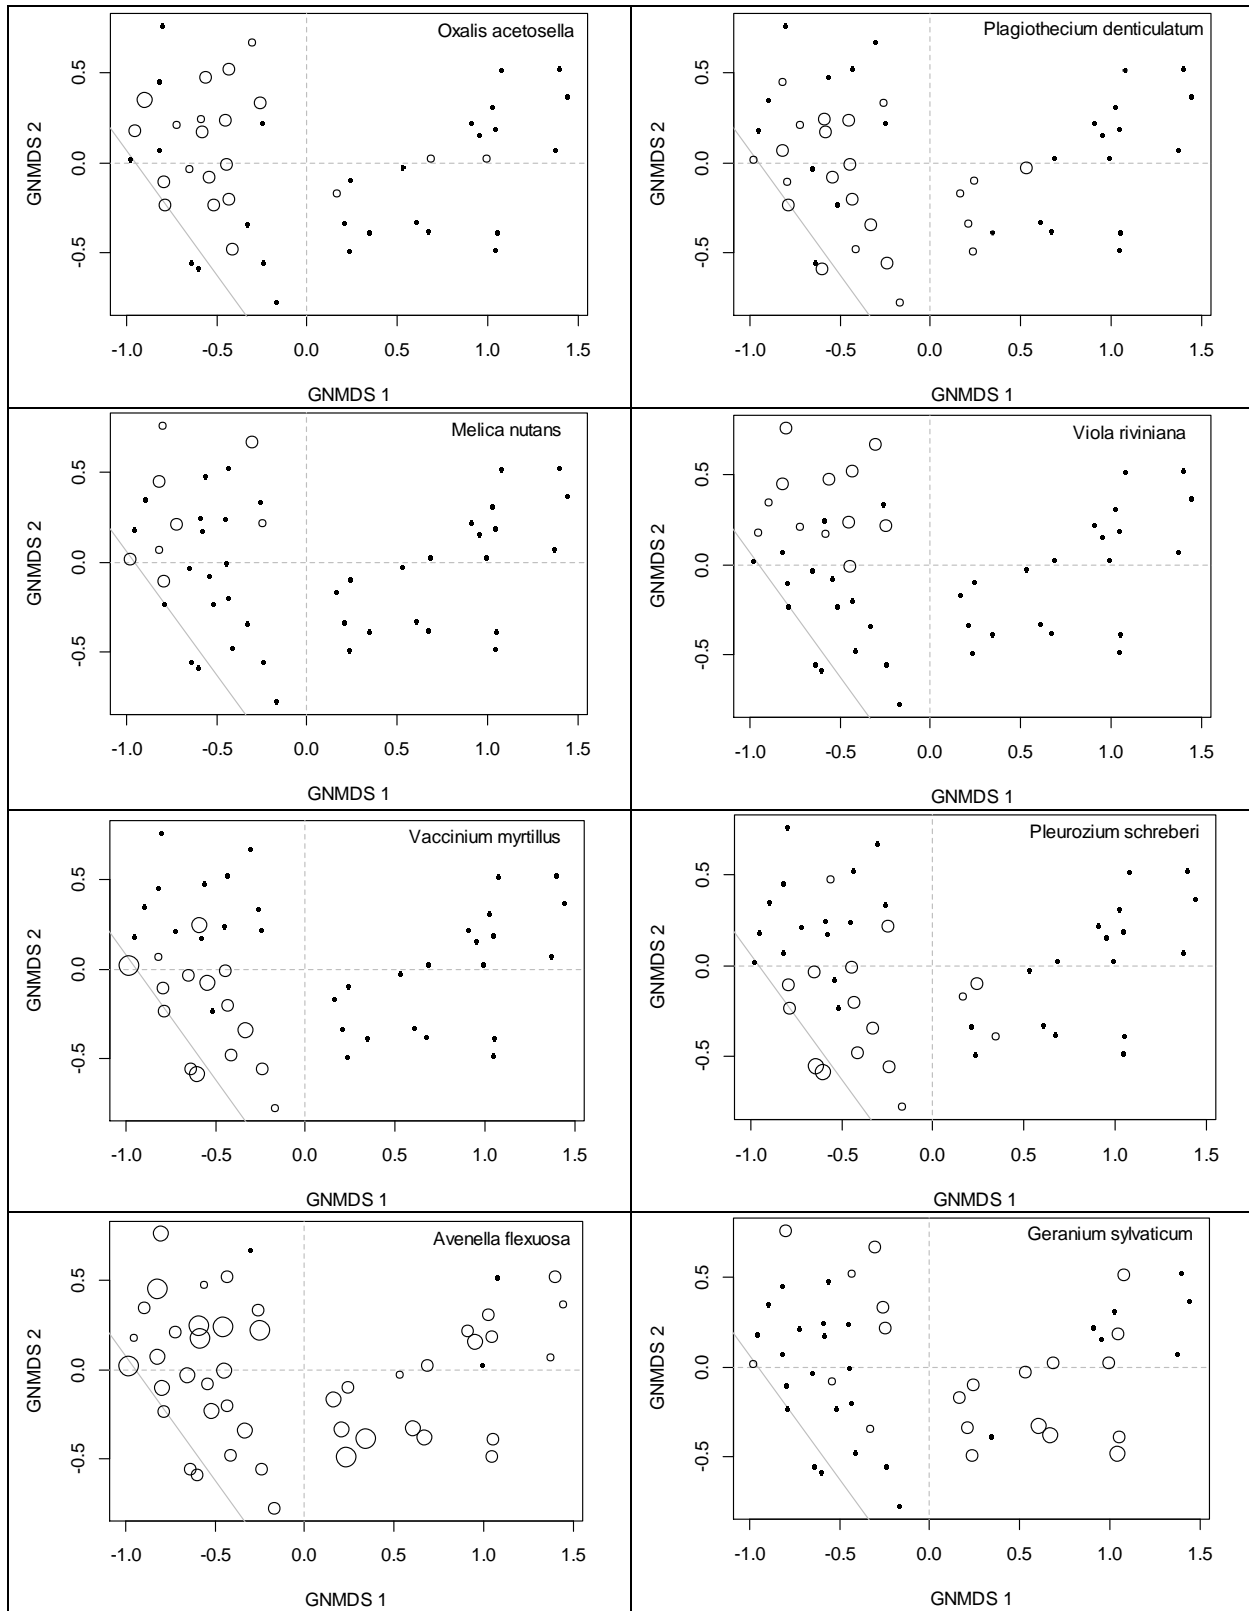 Oxalis acetosella
GNMDS 2
0.5
0.0
-0.5
-1.0 -0.5 0.0 0.5 1.0 1.5
GNMDS 1
Plagiothecium denticulatum
GNMDS 2
0.5
0.0
-0.5
-1.0 -0.5 0.0 0.5 1.0 1.5
GNMDS 1
Melica nutans
GNMDS 2
0.5
0.0
-0.5
-1.0 -0.5 0.0 0.5 1.0 1.5
GNMDS 1
Viola riviniana
GNMDS 2
0.5
0.0
-0.5
-1.0 -0.5 0.0 0.5 1.0 1.5
GNMDS 1
Vaccinium myrtillus
GNMDS 2
0.5
0.0
-0.5
-1.0 -0.5 0.0 0.5 1.0 1.5
GNMDS 1
Pleurozium schreberi
GNMDS 2
0.5
0.0
-0.5
-1.0 -0.5 0.0 0.5 1.0 1.5
GNMDS 1
Avenella flexuosa
GNMDS 2
0.5
0.0
-0.5
-1.0 -0.5 0.0 0.5 1.0 1.5
GNMDS 1
Geranium sylvaticum
GNMDS 2
0.5
0.0
-0.5
-1.0 -0.5 0.0 0.5 1.0 1.5
GNMDS 1